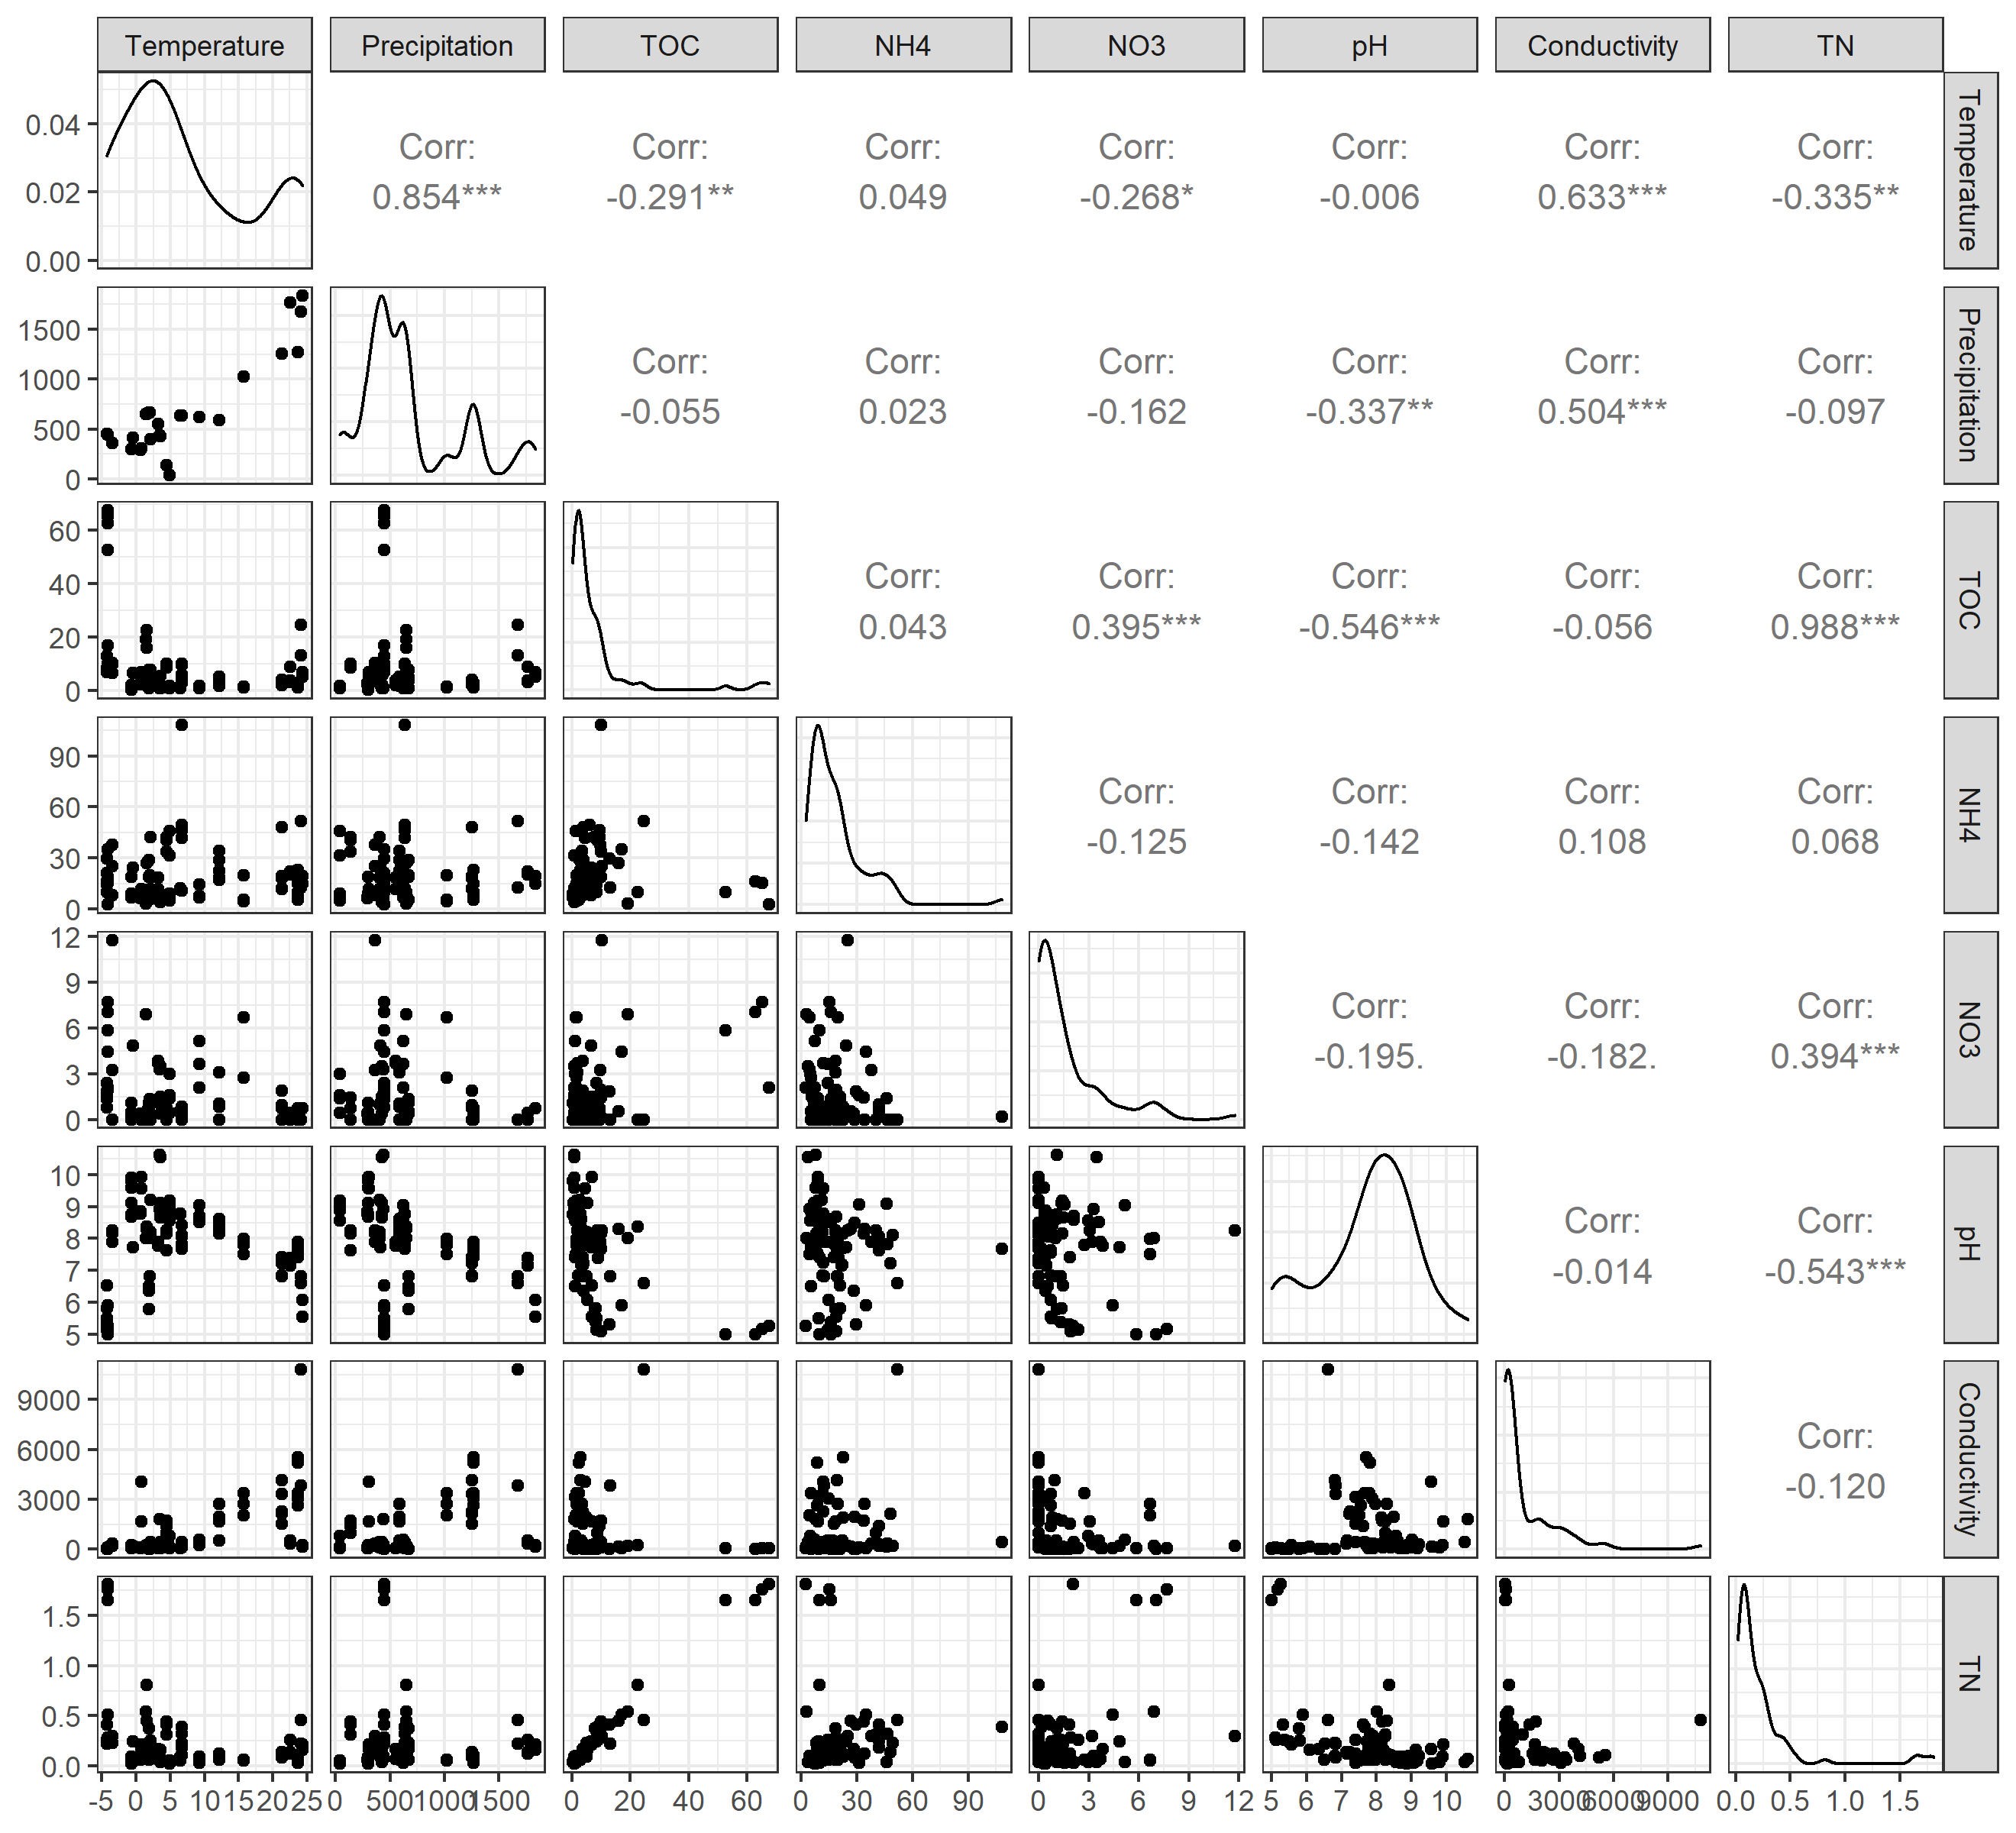 Temperature Precipitation TOC NH4 NO3 pH Conductivity TN
Temperature
0.04
0.02
0.00
Corr: Corr: Corr: Corr: Corr: Corr: Corr:
0.854*** -0.291** 0.049 -0.268* -0.006 0.633*** -0.335**
Precipitation
1500
1000
500
0
Corr: Corr: Corr: Corr: Corr: Corr:
-0.055 0.023 -0.162 -0.337** 0.504*** -0.097
TOC
60
40
20
0
Corr: Corr: Corr: Corr: Corr:
0.043 0.395*** -0.546*** -0.056 0.988***
NH4
90
60
30
0
Corr: Corr: Corr: Corr:
-0.125 -0.142 0.108 0.068
NO3
12
9
6
3
0
Corr: Corr: Corr:
-0.195. -0.182. 0.394***
pH
10
9
8
7
6
5
Corr: Corr:
-0.014 -0.543***
Conductivity
9000
6000
3000
0
Corr:
-0.120
TN
1.5
1.0
0.5
0.0
-5 0 5 10 15 20 25 0 500 1000 1500 0 20 40 60 0 30 60 90 0 3 6 9 12 5 6 7 8 9 10 0 3000 6000 9000 0.0 0.5 1.0 1.5